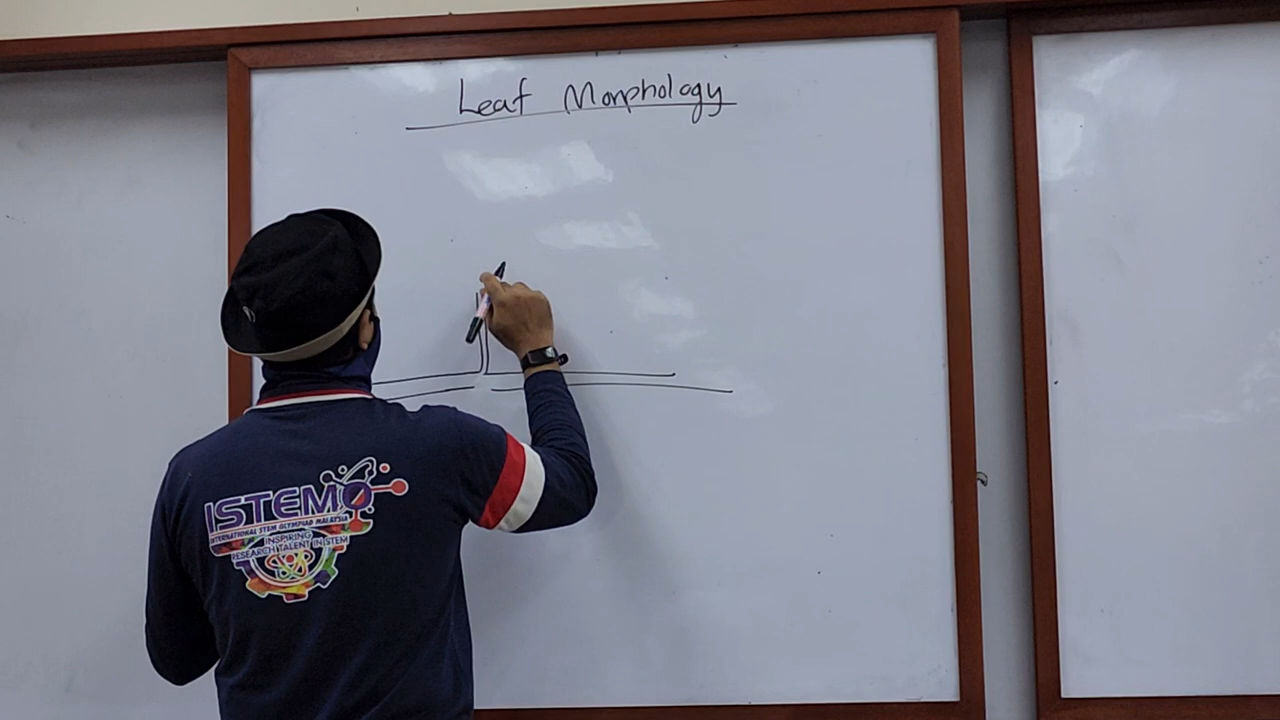 Leaf Morphology
ISTEMO
INTERNATIONAL STEM OLYMPIAD MALAYSIA
INSPIRING
RESEARCH TALENT IN STEM